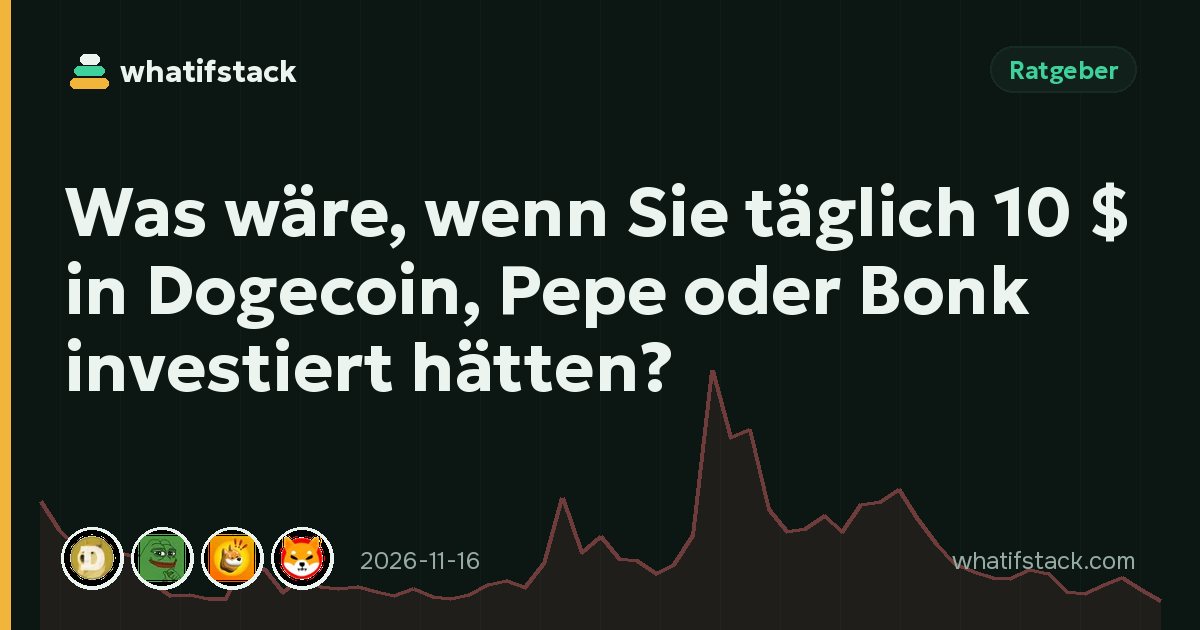 whatifstack
Ratgeber
Was wäre, wenn Sie täglich 10 $
in Dogecoin, Pepe oder Bonk
investiert hätten?
D
2026-11-16
whatifstack.com